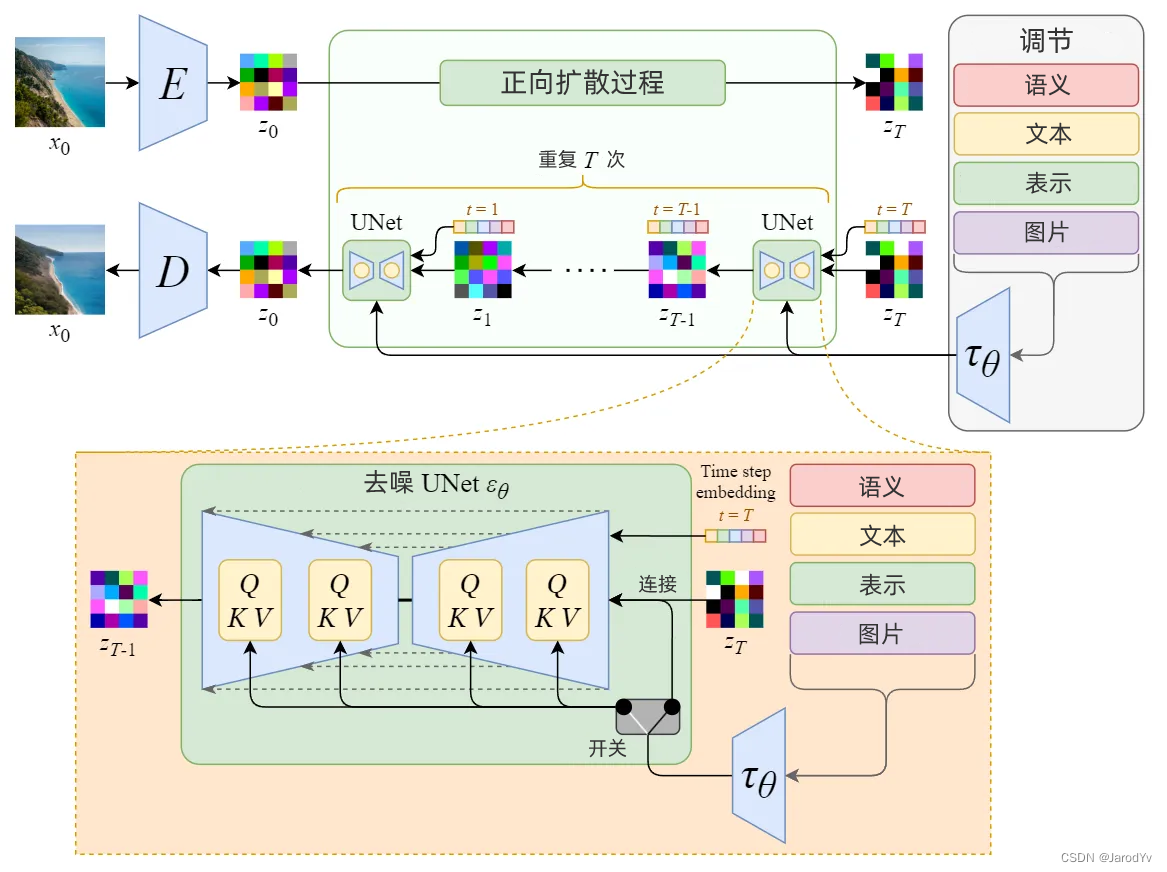 E
正向扩散过程
x0
z0
zT
调节
语义
文本
表示
图片
重复 T 次
UNet
t = 1
t = T-1
UNet
t = T
D
x0
z0
z1
····
zT-1
zT
τθ
去噪 UNet εθ
Time step
embedding
t = T
语义
文本
表示
图片
Q
K V
Q
K V
Q
K V
Q
K V
连接
zT-1
zT
开关
τθ
CSDN @JarodYv